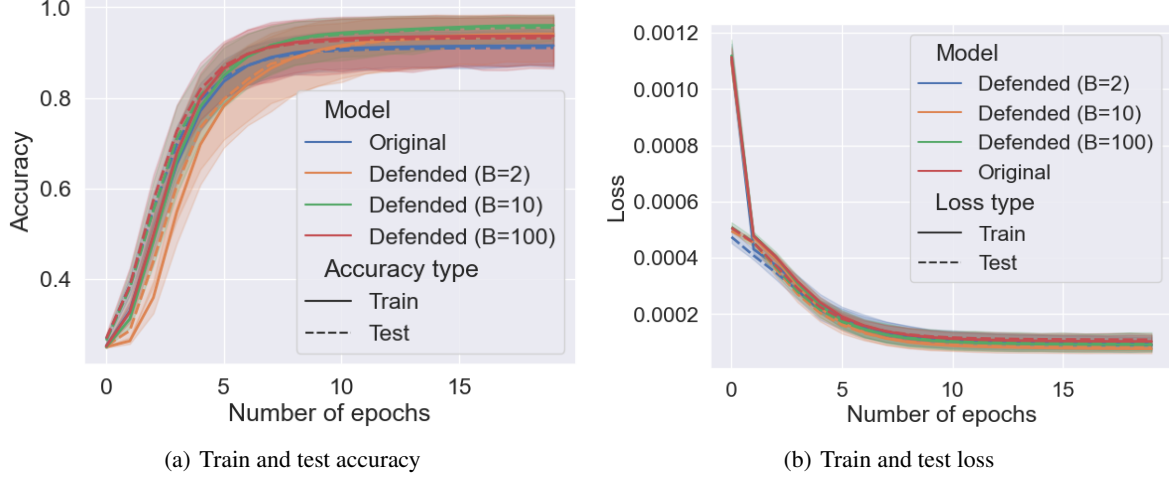 1.0
0.8
0.6
0.4
Accuracy
Model
Original
Defended (B=2)
Defended (B=10)
Defended (B=100)
Accuracy type
Train
Test
0 5 10 15
Number of epochs
(a) Train and test accuracy
0.0012
0.0010
0.0008
0.0006
0.0004
0.0002
Loss
Model
Defended (B=2)
Defended (B=10)
Defended (B=100)
Original
Loss type
Train
Test
0 5 10 15
Number of epochs
(b) Train and test loss